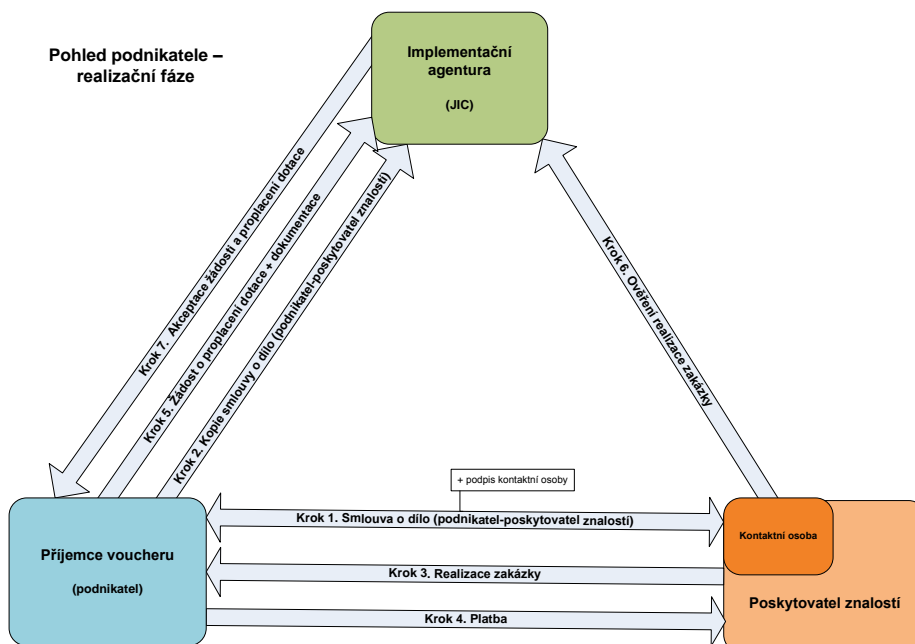 Pohled podnikatele –
realizační fáze
Implementační
agentura
(JIC)
Krok 7. Akceptace žádosti a proplacení dotace
Krok 5. Žádost o proplacení dotace + dokumentace
Krok 2. Kopie smlouvy o dílo (podnikatel-poskytovatel znalostí)
Krok 6. Ověření realizace zakázky
+ podpis kontaktní osoby
Krok 1. Smlouva o dílo (podnikatel-poskytovatel znalostí)
Kontaktní osoba
Příjemce voucheru
(podnikatel)
Krok 3. Realizace zakázky
Poskytovatel znalostí
Krok 4. Platba